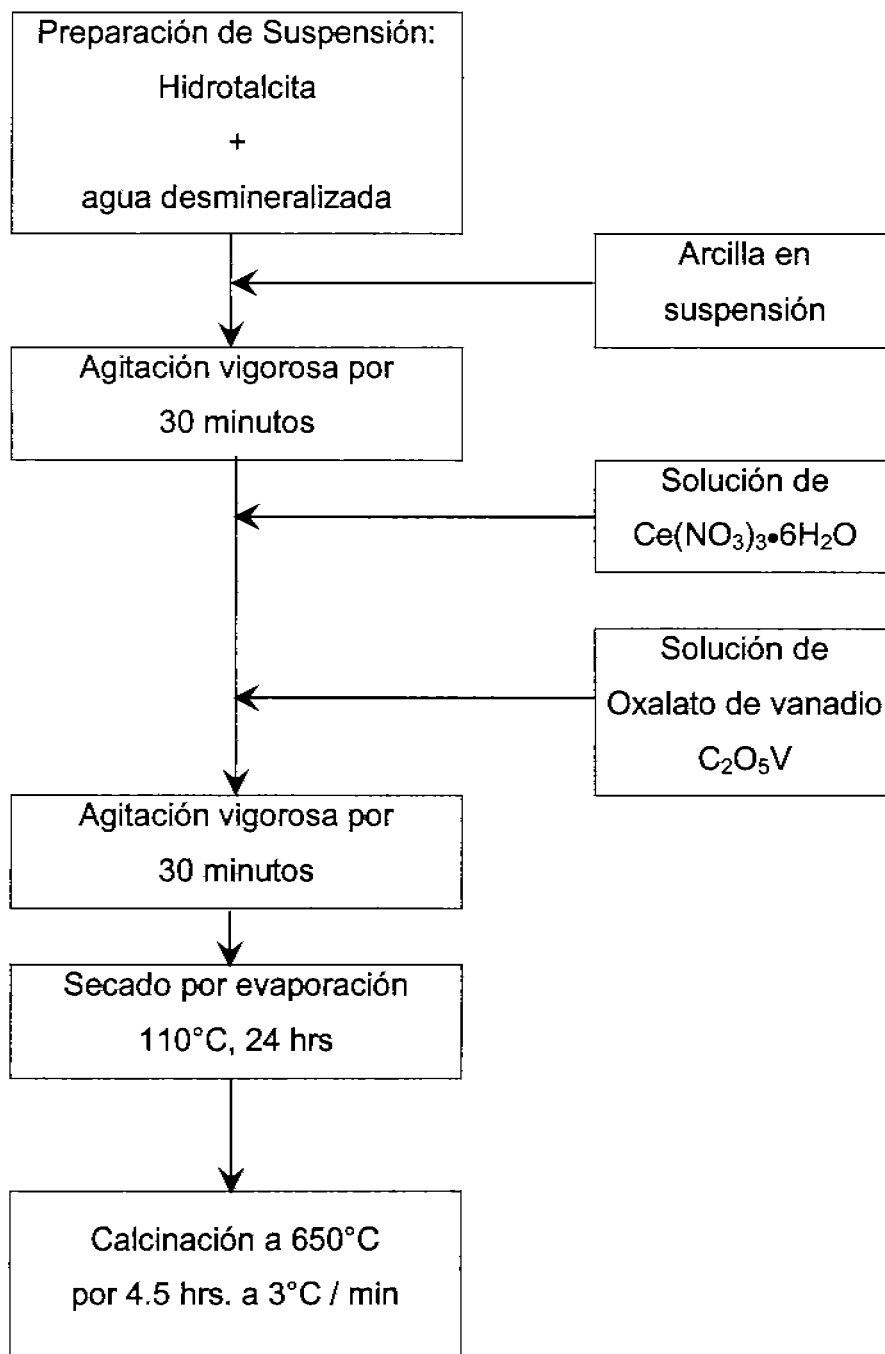 Preparación de Suspensión:
Hidrotalcita
+
agua desmineralizada
Arcilla en
suspensión
Agitación vigorosa por
30 minutos
Solución de
Ce(NO₃)₃•6H₂O
Solución de
Oxalato de vanadio
C₂O₅V
Agitación vigorosa por
30 minutos
Secado por evaporación
110°C, 24 hrs
Calcinación a 650°C
por 4.5 hrs. a 3°C / min